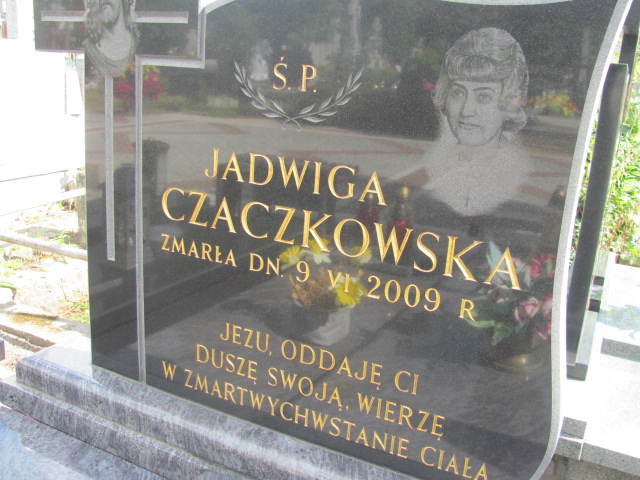 Ś. P.
JADWIGA
CZACZKOWSKA
ZMARŁA DN. 9 VI 2009 R
JEZU, ODDAJĘ CI
DUSZĘ SWOJĄ, WIERZĘ
W ZMARTWYCHWSTANIE CIAŁA